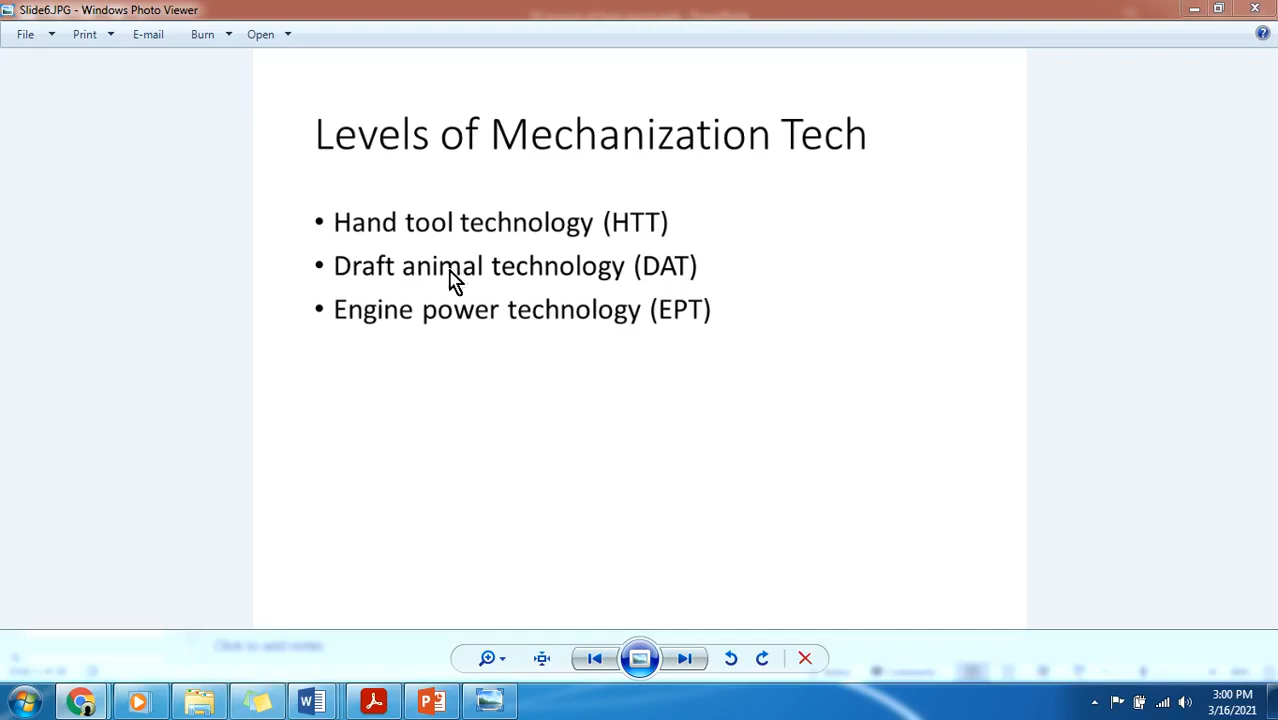 Slide6.JPG - Windows Photo Viewer
File Print E-mail Burn Open
Levels of Mechanization Tech
• Hand tool technology (HTT)
• Draft animal technology (DAT)
• Engine power technology (EPT)
Click to add notes
3:00 PM
3/16/2021